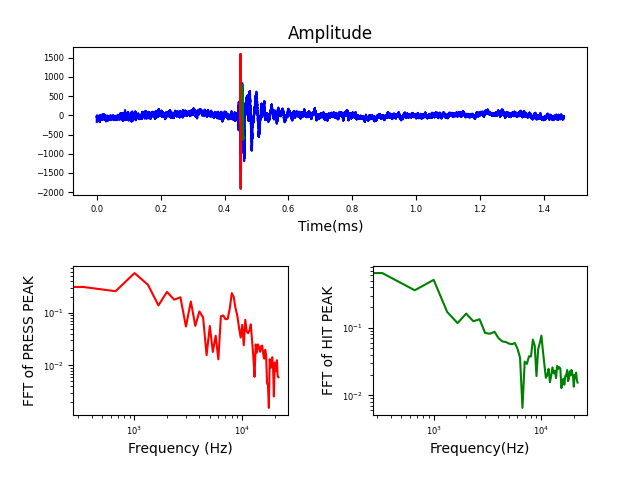 Amplitude
1500
1000
500
0
−500
−1000
−1500
−2000
0.0 0.2 0.4 0.6 0.8 1.0 1.2 1.4
Time(ms)
FFT of PRESS PEAK
10⁻¹
10⁻²
10³ 10⁴
Frequency (Hz)
FFT of HIT PEAK
10⁻¹
10⁻²
10³ 10⁴
Frequency(Hz)